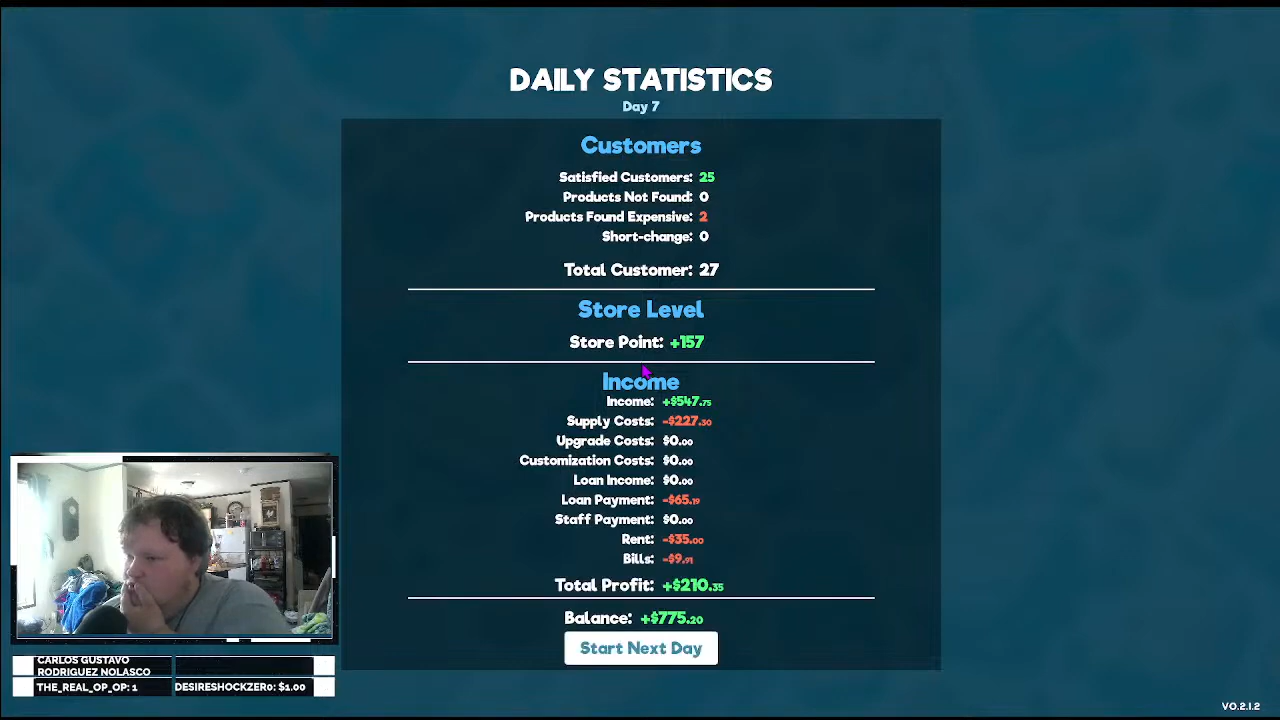 DAILY STATISTICS
Day 7
Customers
Satisfied Customers: 25
Products Not Found: 0
Products Found Expensive: 2
Short-change: 0
Total Customer: 27
Store Level
Store Point: +157
Income
Income: +$547.75
Supply Costs: -$227.30
Upgrade Costs: $0.00
Customization Costs: $0.00
Loan Income: $0.00
Loan Payment: -$65.19
Staff Payment: $0.00
Rent: -$35.00
Bills: -$9.91
Total Profit: +$210.35
Balance: +$775.20
Start Next Day
CARLOS GUSTAVO
RODRIGUEZ NOLASCO
THE_REAL_OP_OP: 1
DESIRESHOCKZER0: $1.00
V0.2.1.2